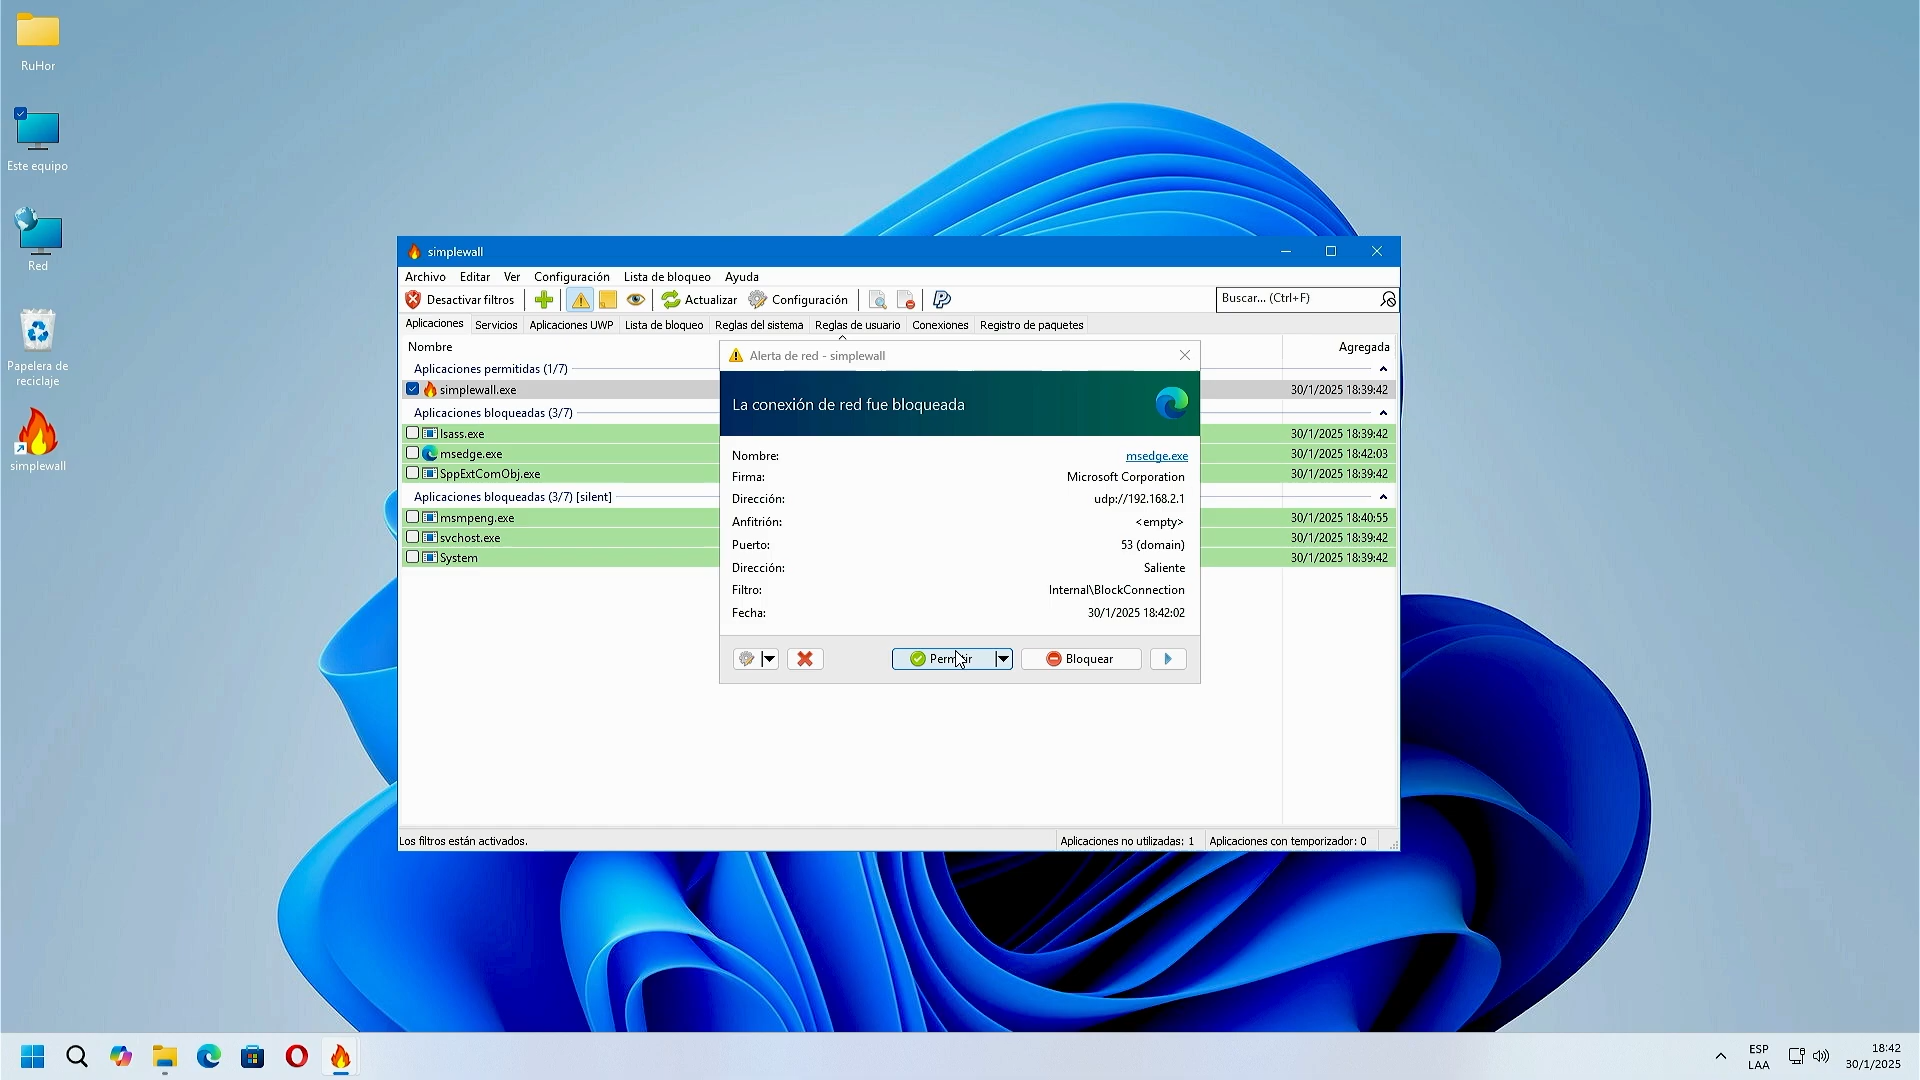 RuHor
Este equipo
Red
Papelera de
reciclaje
simplewall
simplewall
Archivo Editar Ver Configuración Lista de bloqueo Ayuda
Desactivar filtros Actualizar Configuración Buscar... (Ctrl+F)
Aplicaciones Servicios Aplicaciones UWP Lista de bloqueo Reglas del sistema Reglas de usuario Conexiones Registro de paquetes
Nombre Agregada
Aplicaciones permitidas (1/7)
simplewall.exe 30/1/2025 18:39:42
Aplicaciones bloqueadas (3/7)
lsass.exe 30/1/2025 18:39:42
msedge.exe 30/1/2025 18:42:03
SppExtComObj.exe 30/1/2025 18:39:42
Aplicaciones bloqueadas (3/7) [silent]
msmpeng.exe 30/1/2025 18:40:55
svchost.exe 30/1/2025 18:39:42
System 30/1/2025 18:39:42
Alerta de red - simplewall
La conexión de red fue bloqueada
Nombre: msedge.exe
Firma: Microsoft Corporation
Dirección: udp://192.168.2.1
Anfitrión: <empty>
Puerto: 53 (domain)
Dirección: Saliente
Filtro: Internal\BlockConnection
Fecha: 30/1/2025 18:42:02
Permitir Bloquear
Los filtros están activados. Aplicaciones no utilizadas: 1 Aplicaciones con temporizador: 0
ESP
LAA
18:42
30/1/2025